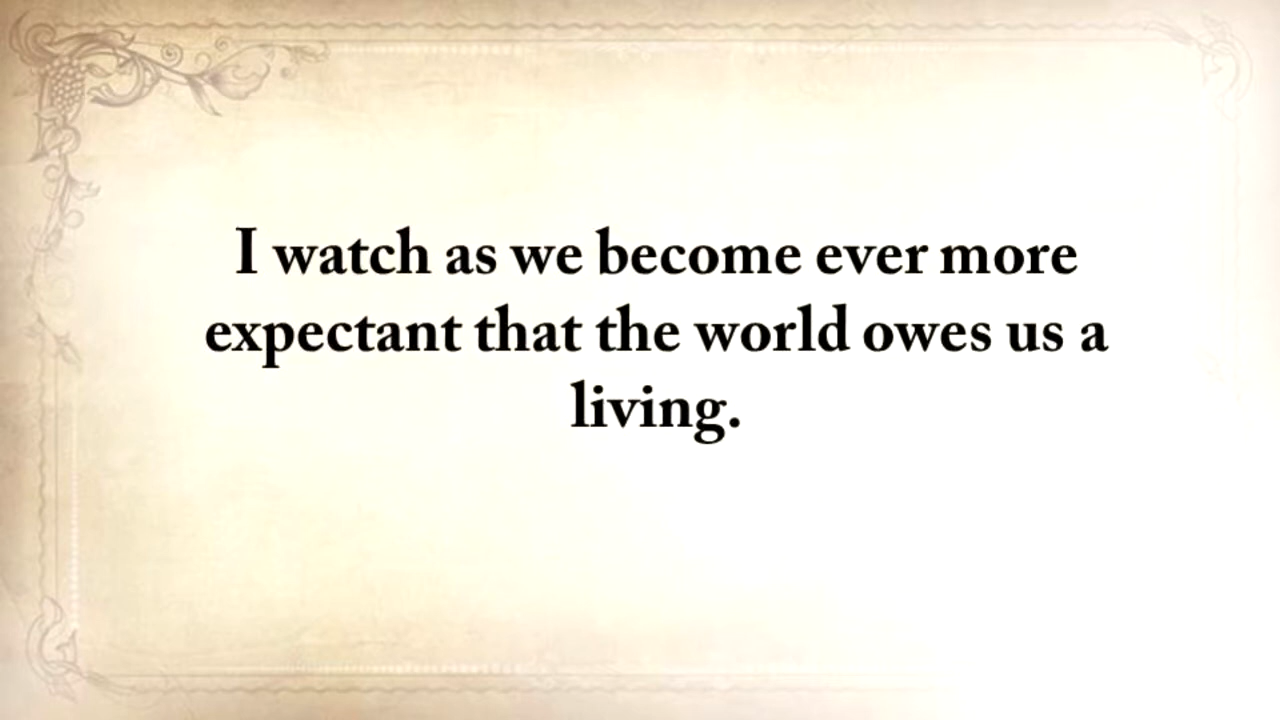 I watch as we become ever more
expectant that the world owes us a
living.